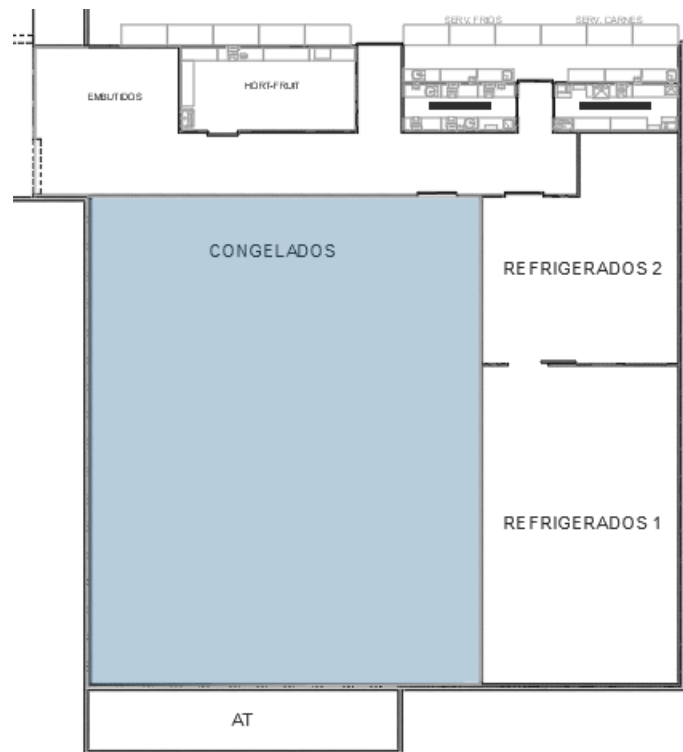 SERV. FRIOS
SERV. CARNES
EMBUTIDOS
HORT-FRUIT
CONGELADOS
REFRIGERADOS 2
REFRIGERADOS 1
AT